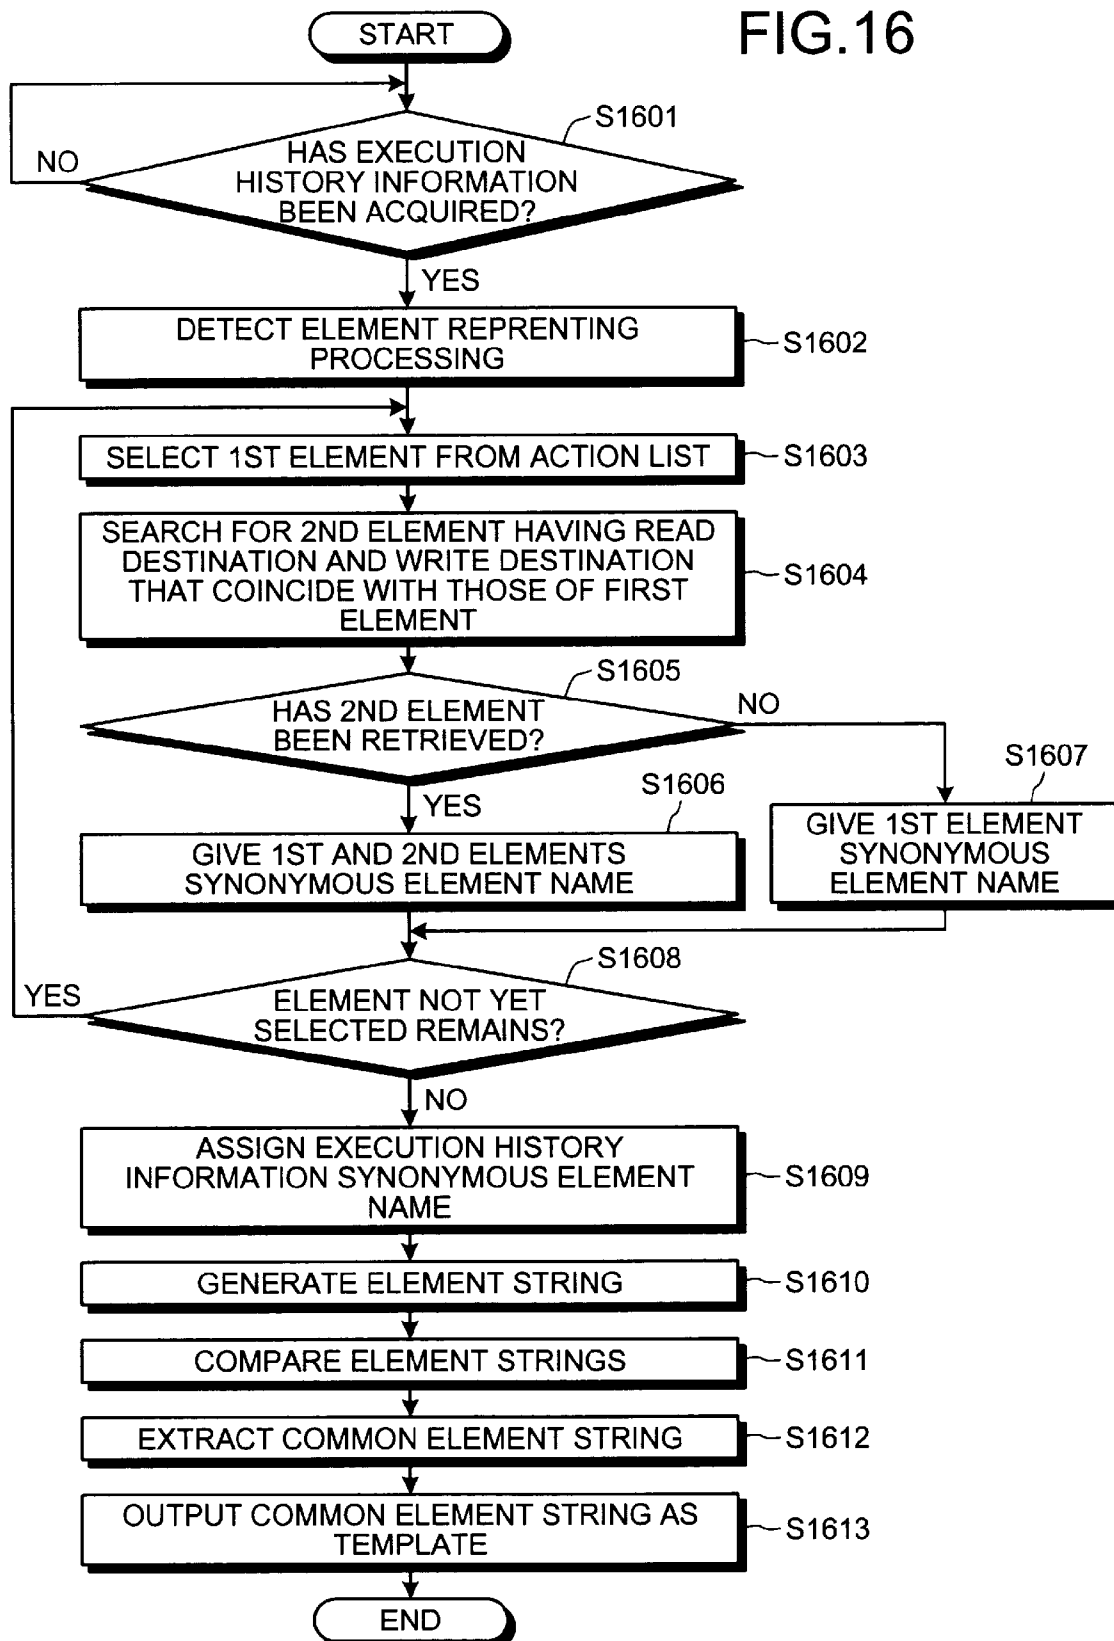 FIG.16
START
S1601
HAS EXECUTION
HISTORY INFORMATION
BEEN ACQUIRED?
NO
YES
DETECT ELEMENT REPRENTING
PROCESSING
S1602
SELECT 1ST ELEMENT FROM ACTION LIST
S1603
SEARCH FOR 2ND ELEMENT HAVING READ
DESTINATION AND WRITE DESTINATION
THAT COINCIDE WITH THOSE OF FIRST
ELEMENT
S1604
S1605
HAS 2ND ELEMENT
BEEN RETRIEVED?
NO
YES
S1606
GIVE 1ST AND 2ND ELEMENTS
SYNONYMOUS ELEMENT NAME
S1607
GIVE 1ST ELEMENT
SYNONYMOUS
ELEMENT NAME
S1608
YES
ELEMENT NOT YET
SELECTED REMAINS?
NO
ASSIGN EXECUTION HISTORY
INFORMATION SYNONYMOUS ELEMENT
NAME
S1609
GENERATE ELEMENT STRING
S1610
COMPARE ELEMENT STRINGS
S1611
EXTRACT COMMON ELEMENT STRING
S1612
OUTPUT COMMON ELEMENT STRING AS
TEMPLATE
S1613
END